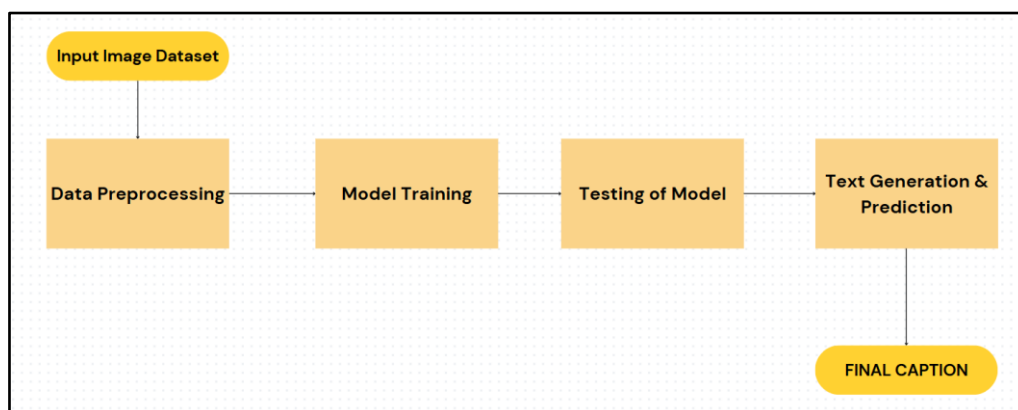 Input Image Dataset
Data Preprocessing
Model Training
Testing of Model
Text Generation &
Prediction
FINAL CAPTION